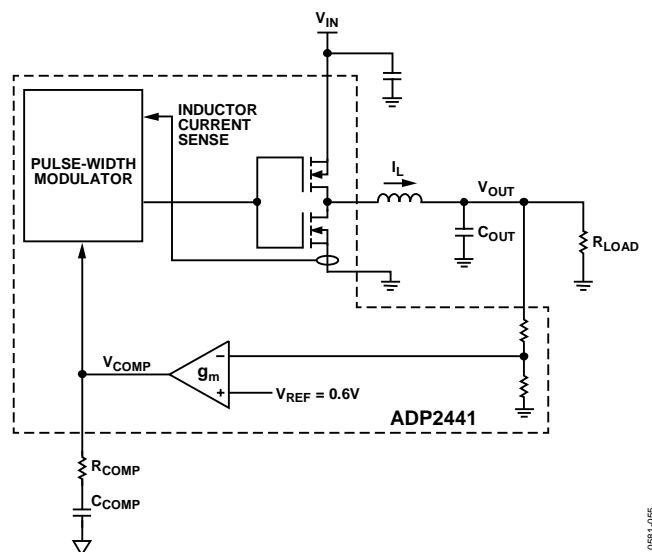 VIN
PULSE-WIDTH
MODULATOR
INDUCTOR
CURRENT
SENSE
IL
VOUT
COUT
RLOAD
VCOMP
gm
−
+
VREF = 0.6V
ADP2441
RCOMP
CCOMP